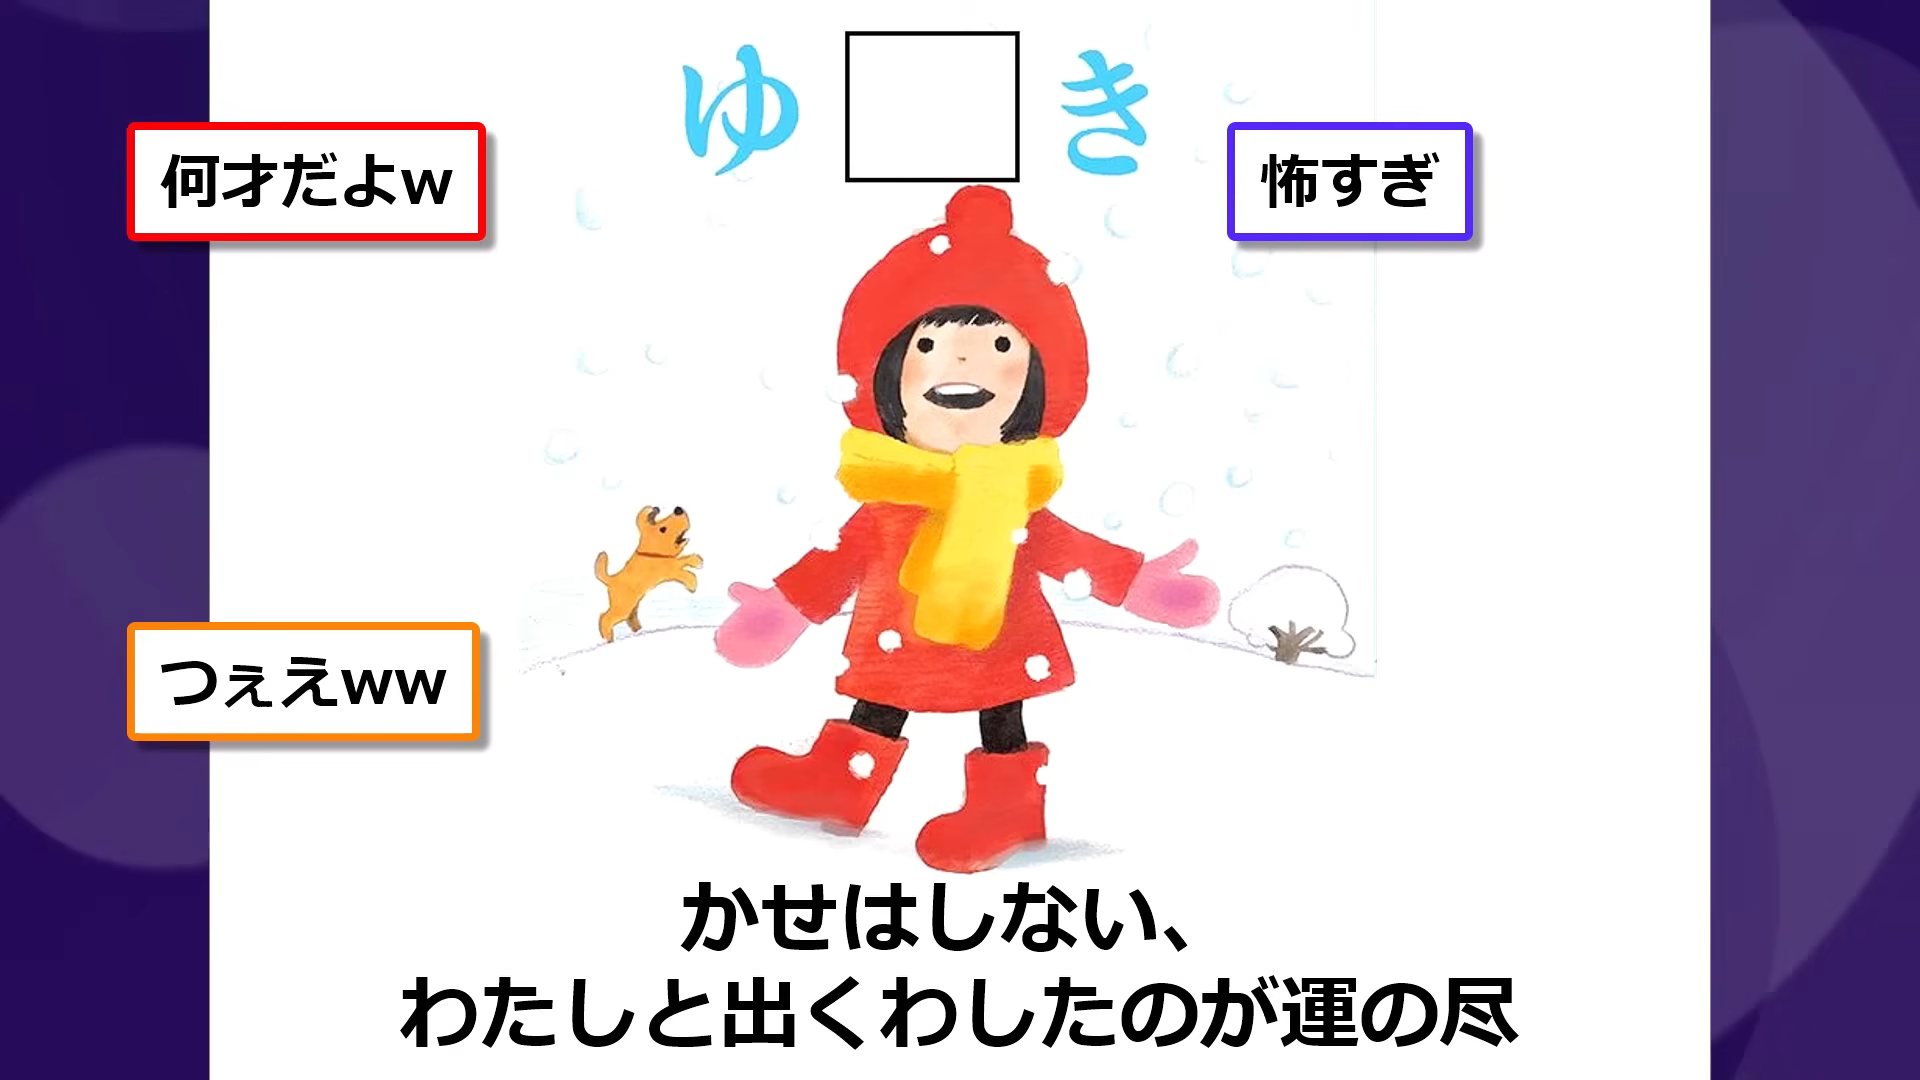 ゆ き
何才だよw
怖すぎ
つぇえww
かせはしない、
わたしと出くわしたのが運の尽